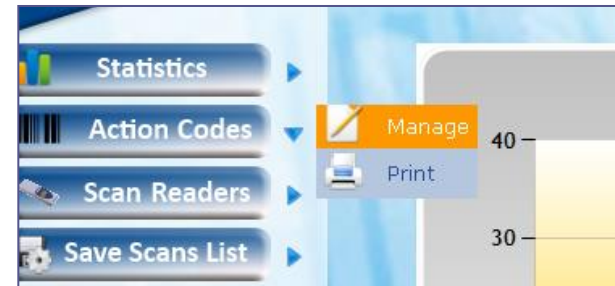 Statistics
Action Codes
Scan Readers
Save Scans List
Manage
Print
40
30